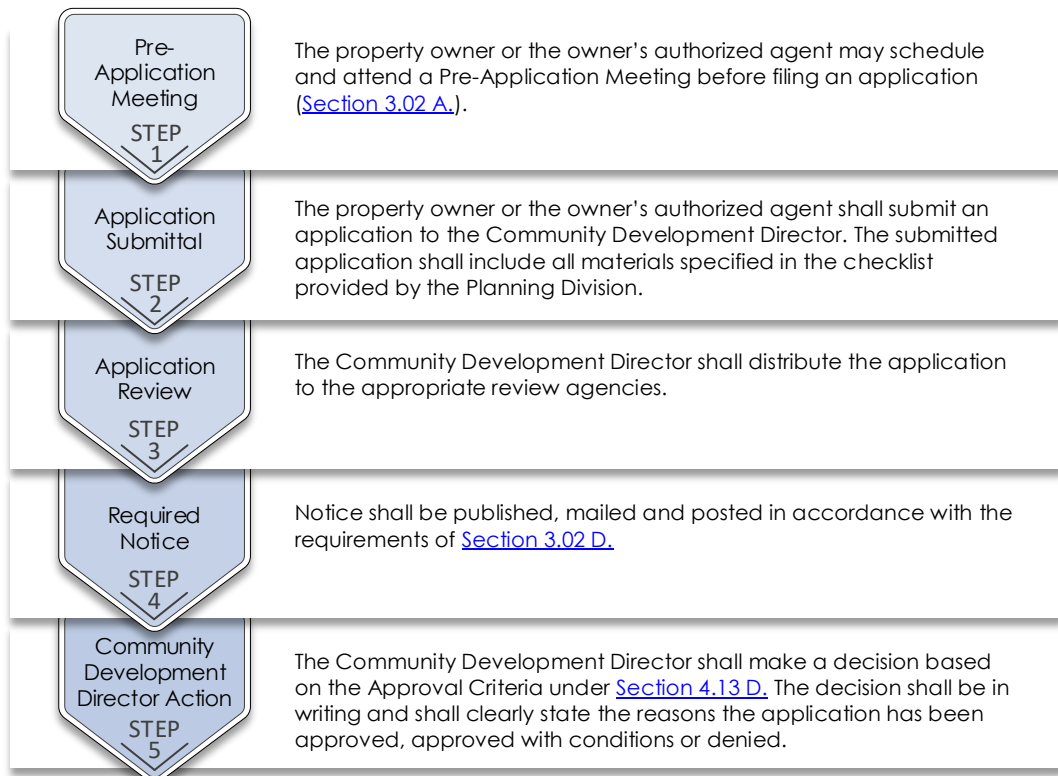 Pre-
Application
Meeting
STEP
1
The property owner or the owner's authorized agent may schedule
and attend a Pre-Application Meeting before filing an application
(Section 3.02 A.).
Application
Submittal
STEP
2
The property owner or the owner's authorized agent shall submit an
application to the Community Development Director. The submitted
application shall include all materials specified in the checklist
provided by the Planning Division.
Application
Review
STEP
3
The Community Development Director shall distribute the application
to the appropriate review agencies.
Required
Notice
STEP
4
Notice shall be published, mailed and posted in accordance with the
requirements of Section 3.02 D.
Community
Development
Director Action
STEP
5
The Community Development Director shall make a decision based
on the Approval Criteria under Section 4.13 D. The decision shall be in
writing and shall clearly state the reasons the application has been
approved, approved with conditions or denied.